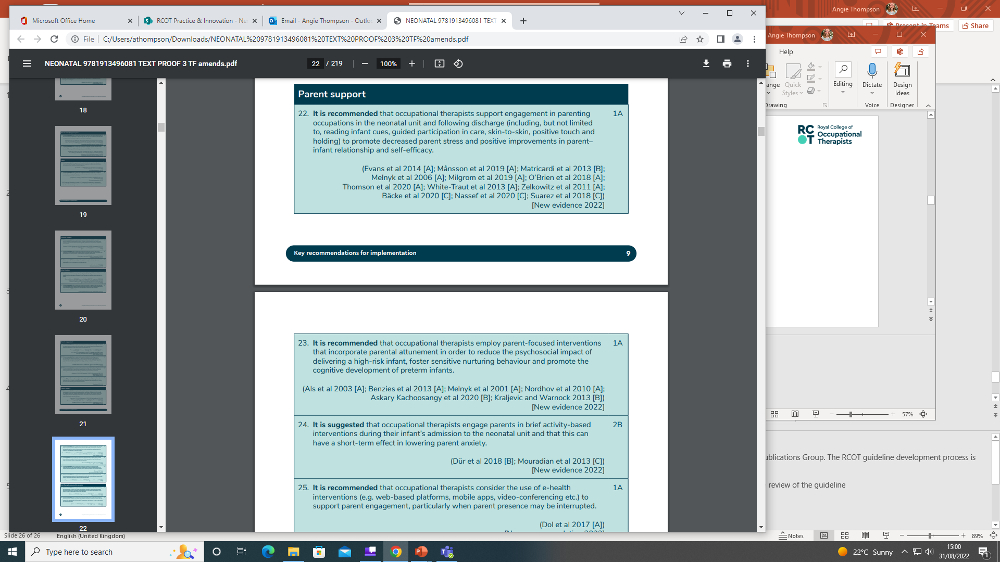 Microsoft Office Home
RCOT Practice & Innovation - Ne
Email - Angie Thompson - Outlo
NEONATAL 9781913496081 TEXT
Angie Thompson
File
C:/Users/athompson/Downloads/NEONATAL%209781913496081%20TEXT%20PROOF%203%20TF%20amends.pdf
Present in Teams
Share
Angie Thompson
NEONATAL 9781913496081 TEXT PROOF 3 TF amends.pdf
22 / 219
100%
Help
Quick
Styles
Editing
Dictate
Design
Ideas
Voice
Designer
18
19
20
21
22
Parent support
22. It is recommended that occupational therapists support engagement in parenting 1A
occupations in the neonatal unit and following discharge (including, but not limited
to, reading infant cues, guided participation in care, skin-to-skin, positive touch and
holding) to promote decreased parent stress and positive improvements in parent–
infant relationship and self-efficacy.
(Evans et al 2014 [A]; Månsson et al 2019 [A]; Matricardi et al 2013 [B];
Melnyk et al 2006 [A]; Milgrom et al 2019 [A]; O'Brien et al 2018 [A];
Thomson et al 2020 [A]; White-Traut et al 2013 [A]; Zelkowitz et al 2011 [A];
Bäcke et al 2020 [C]; Nassef et al 2020 [C]; Suarez et al 2018 [C])
[New evidence 2022]
Key recommendations for implementation 9
23. It is recommended that occupational therapists employ parent-focused interventions 1A
that incorporate parental attunement in order to reduce the psychosocial impact of
delivering a high-risk infant, foster sensitive nurturing behaviour and promote the
cognitive development of preterm infants.
(Als et al 2003 [A]; Benzies et al 2013 [A]; Melnyk et al 2001 [A]; Nordhov et al 2010 [A];
Askary Kachoosangy et al 2020 [B]; Kraljevic and Warnock 2013 [B])
[New evidence 2022]
24. It is suggested that occupational therapists engage parents in brief activity-based 2B
interventions during their infant's admission to the neonatal unit and that this can
have a short-term effect in lowering parent anxiety.
(Dür et al 2018 [B]; Mouradian et al 2013 [C])
[New evidence 2022]
25. It is recommended that occupational therapists consider the use of e-health 1A
interventions (e.g. web-based platforms, mobile apps, video-conferencing etc.) to
support parent engagement, particularly when parent presence may be interrupted.
(Dol et al 2017 [A])
RC
OT
Royal College of
Occupational
Therapists
57%
ublications Group. The RCOT guideline development process is
review of the guideline
Slide 26 of 26
English (United Kingdom)
Notes
89%
Type here to search
22°C Sunny
15:00
31/08/2022
1